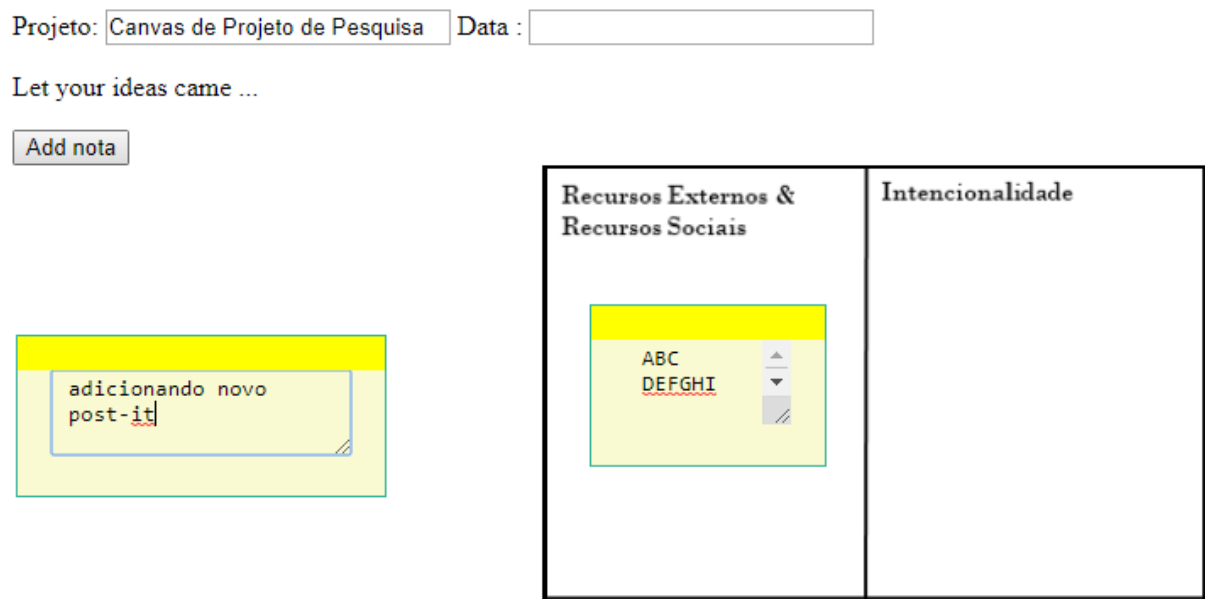 Projeto: Canvas de Projeto de Pesquisa Data :
Let your ideas came ...
Add nota
Recursos Externos &
Recursos Sociais
Intencionalidade
adicionando novo
post-it
ABC
DEFGHI